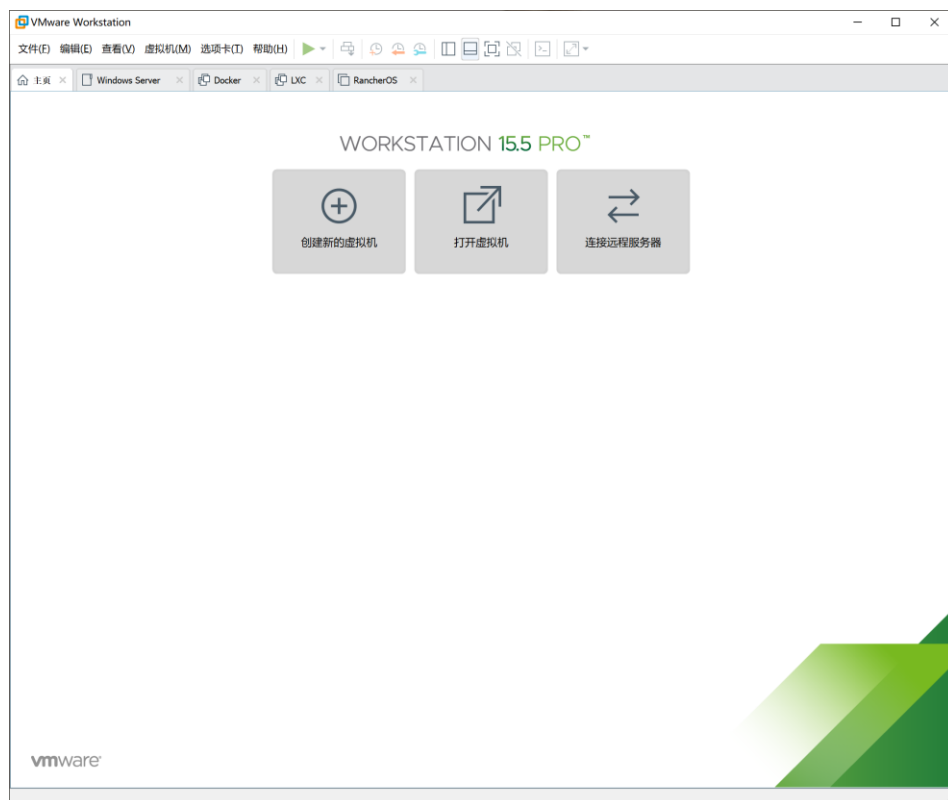 VMware Workstation
文件(F) 编辑(E) 查看(V) 虚拟机(M) 选项卡(T) 帮助(H)
主页 Windows Server Docker LXC RancherOS
WORKSTATION 15.5 PRO™
创建新的虚拟机 打开虚拟机 连接远程服务器
vmware